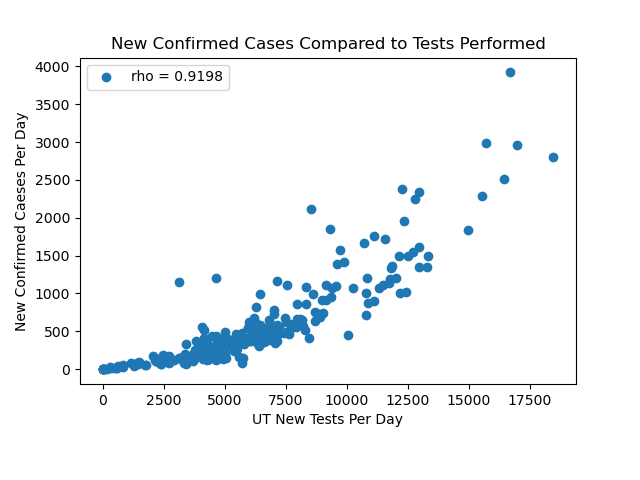 New Confirmed Cases Compared to Tests Performed
rho = 0.9198
4000
3500
3000
2500
2000
1500
1000
500
0
New Confirmed Caeses Per Day
0 2500 5000 7500 10000 12500 15000 17500
UT New Tests Per Day